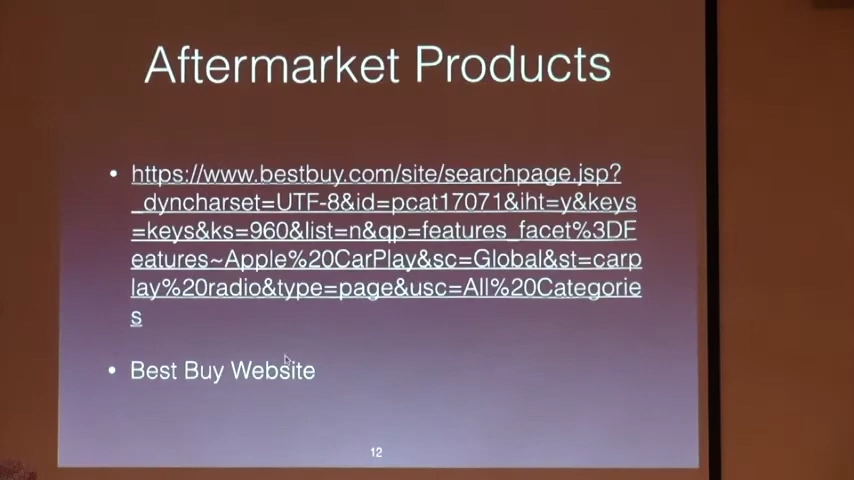 Aftermarket Products
• https://www.bestbuy.com/site/searchpage.jsp?
_dyncharset=UTF-8&id=pcat17071&iht=y&keys
=keys&ks=960&list=n&qp=features_facet%3DF
eatures~Apple%20CarPlay&sc=Global&st=carp
lay%20radio&type=page&usc=All%20Categorie
s
• Best Buy Website
12